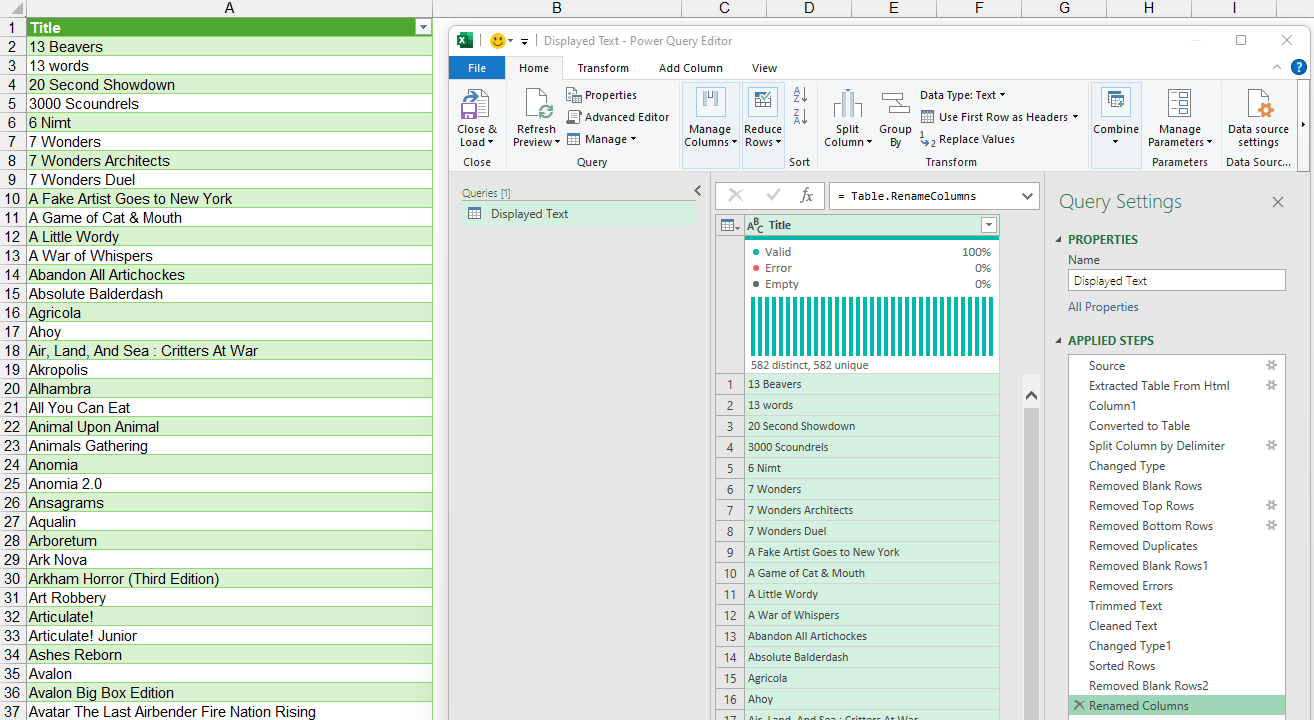 A B C D E F G H I
1 Title
2 13 Beavers
3 13 words
4 20 Second Showdown
5 3000 Scoundrels
6 6 Nimt
7 7 Wonders
8 7 Wonders Architects
9 7 Wonders Duel
10 A Fake Artist Goes to New York
11 A Game of Cat & Mouth
12 A Little Wordy
13 A War of Whispers
14 Abandon All Artichockes
15 Absolute Balderdash
16 Agricola
17 Ahoy
18 Air, Land, And Sea : Critters At War
19 Akropolis
20 Alhambra
21 All You Can Eat
22 Animal Upon Animal
23 Animals Gathering
24 Anomia
25 Anomia 2.0
26 Ansagrams
27 Aqualin
28 Arboretum
29 Ark Nova
30 Arkham Horror (Third Edition)
31 Art Robbery
32 Articulate!
33 Articulate! Junior
34 Ashes Reborn
35 Avalon
36 Avalon Big Box Edition
37 Avatar The Last Airbender Fire Nation Rising
Displayed Text - Power Query Editor
File Home Transform Add Column View
Close & Load
Close
Refresh Preview
Properties
Advanced Editor
Manage
Query
Manage Columns
Reduce Rows
Sort
Split Column
Group By
Data Type: Text
Use First Row as Headers
Replace Values
Transform
Combine
Manage Parameters
Parameters
Data source settings
Data Sourc...
Queries [1]
Displayed Text
fx
= Table.RenameColumns
ABC Title
Valid 100%
Error 0%
Empty 0%
582 distinct, 582 unique
1 13 Beavers
2 13 words
3 20 Second Showdown
4 3000 Scoundrels
5 6 Nimt
6 7 Wonders
7 7 Wonders Architects
8 7 Wonders Duel
9 A Fake Artist Goes to New York
10 A Game of Cat & Mouth
11 A Little Wordy
12 A War of Whispers
13 Abandon All Artichockes
14 Absolute Balderdash
15 Agricola
16 Ahoy
17 Air, Land, And Sea : Critters At War
Query Settings
PROPERTIES
Name
Displayed Text
All Properties
APPLIED STEPS
Source
Extracted Table From Html
Column1
Converted to Table
Split Column by Delimiter
Changed Type
Removed Blank Rows
Removed Top Rows
Removed Bottom Rows
Removed Duplicates
Removed Blank Rows1
Removed Errors
Trimmed Text
Cleaned Text
Changed Type1
Sorted Rows
Removed Blank Rows2
Renamed Columns